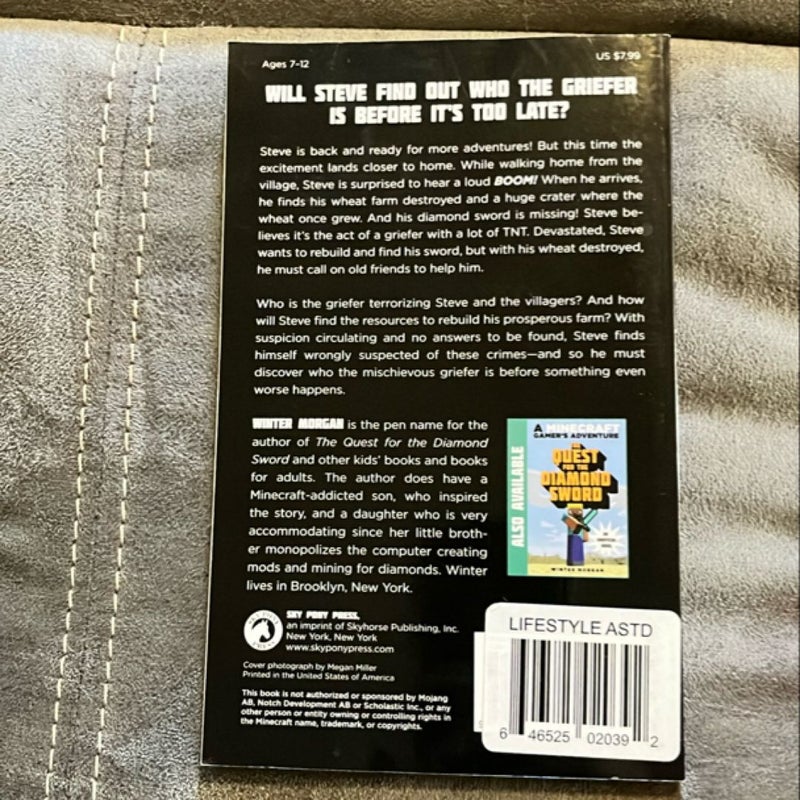 Ages 7-12
US $7.99
WILL STEVE FIND OUT WHO THE GRIEFER
IS BEFORE IT'S TOO LATE?
Steve is back and ready for more adventures! But this time the
excitement lands closer to home. While walking home from the
village, Steve is surprised to hear a loud BOOM! When he arrives,
he finds his wheat farm destroyed and a huge crater where the
wheat once grew. And his diamond sword is missing! Steve be-
lieves it's the act of a griefer with a lot of TNT. Devastated, Steve
wants to rebuild and find his sword, but with his wheat destroyed,
he must call on old friends to help him.
Who is the griefer terrorizing Steve and the villagers? And how
will Steve find the resources to rebuild his prosperous farm? With
suspicion circulating and no answers to be found, Steve finds
himself wrongly suspected of these crimes—and so he must
discover who the mischievous griefer is before something even
worse happens.
WINTER MORGAN is the pen name for the
author of The Quest for the Diamond
Sword and other kids' books and books
for adults. The author does have a
Minecraft-addicted son, who inspired
the story, and a daughter who is very
accommodating since her little broth-
er monopolizes the computer creating
mods and mining for diamonds. Winter
lives in Brooklyn, New York.
ALSO AVAILABLE
A MINECRAFT
GAMER'S ADVENTURE
THE
QUEST
FOR THE
DIAMOND
SWORD
WINTER MORGAN
SKY PONY PRESS,
an imprint of Skyhorse Publishing, Inc.
New York, New York
www.skyponypress.com
Cover photograph by Megan Miller
Printed in the United States of America
This book is not authorized or sponsored by Mojang
AB, Notch Development AB or Scholastic Inc., or any
other person or entity owning or controlling rights in
the Minecraft name, trademark, or copyrights.
LIFESTYLE ASTD
6 46525 02039 2